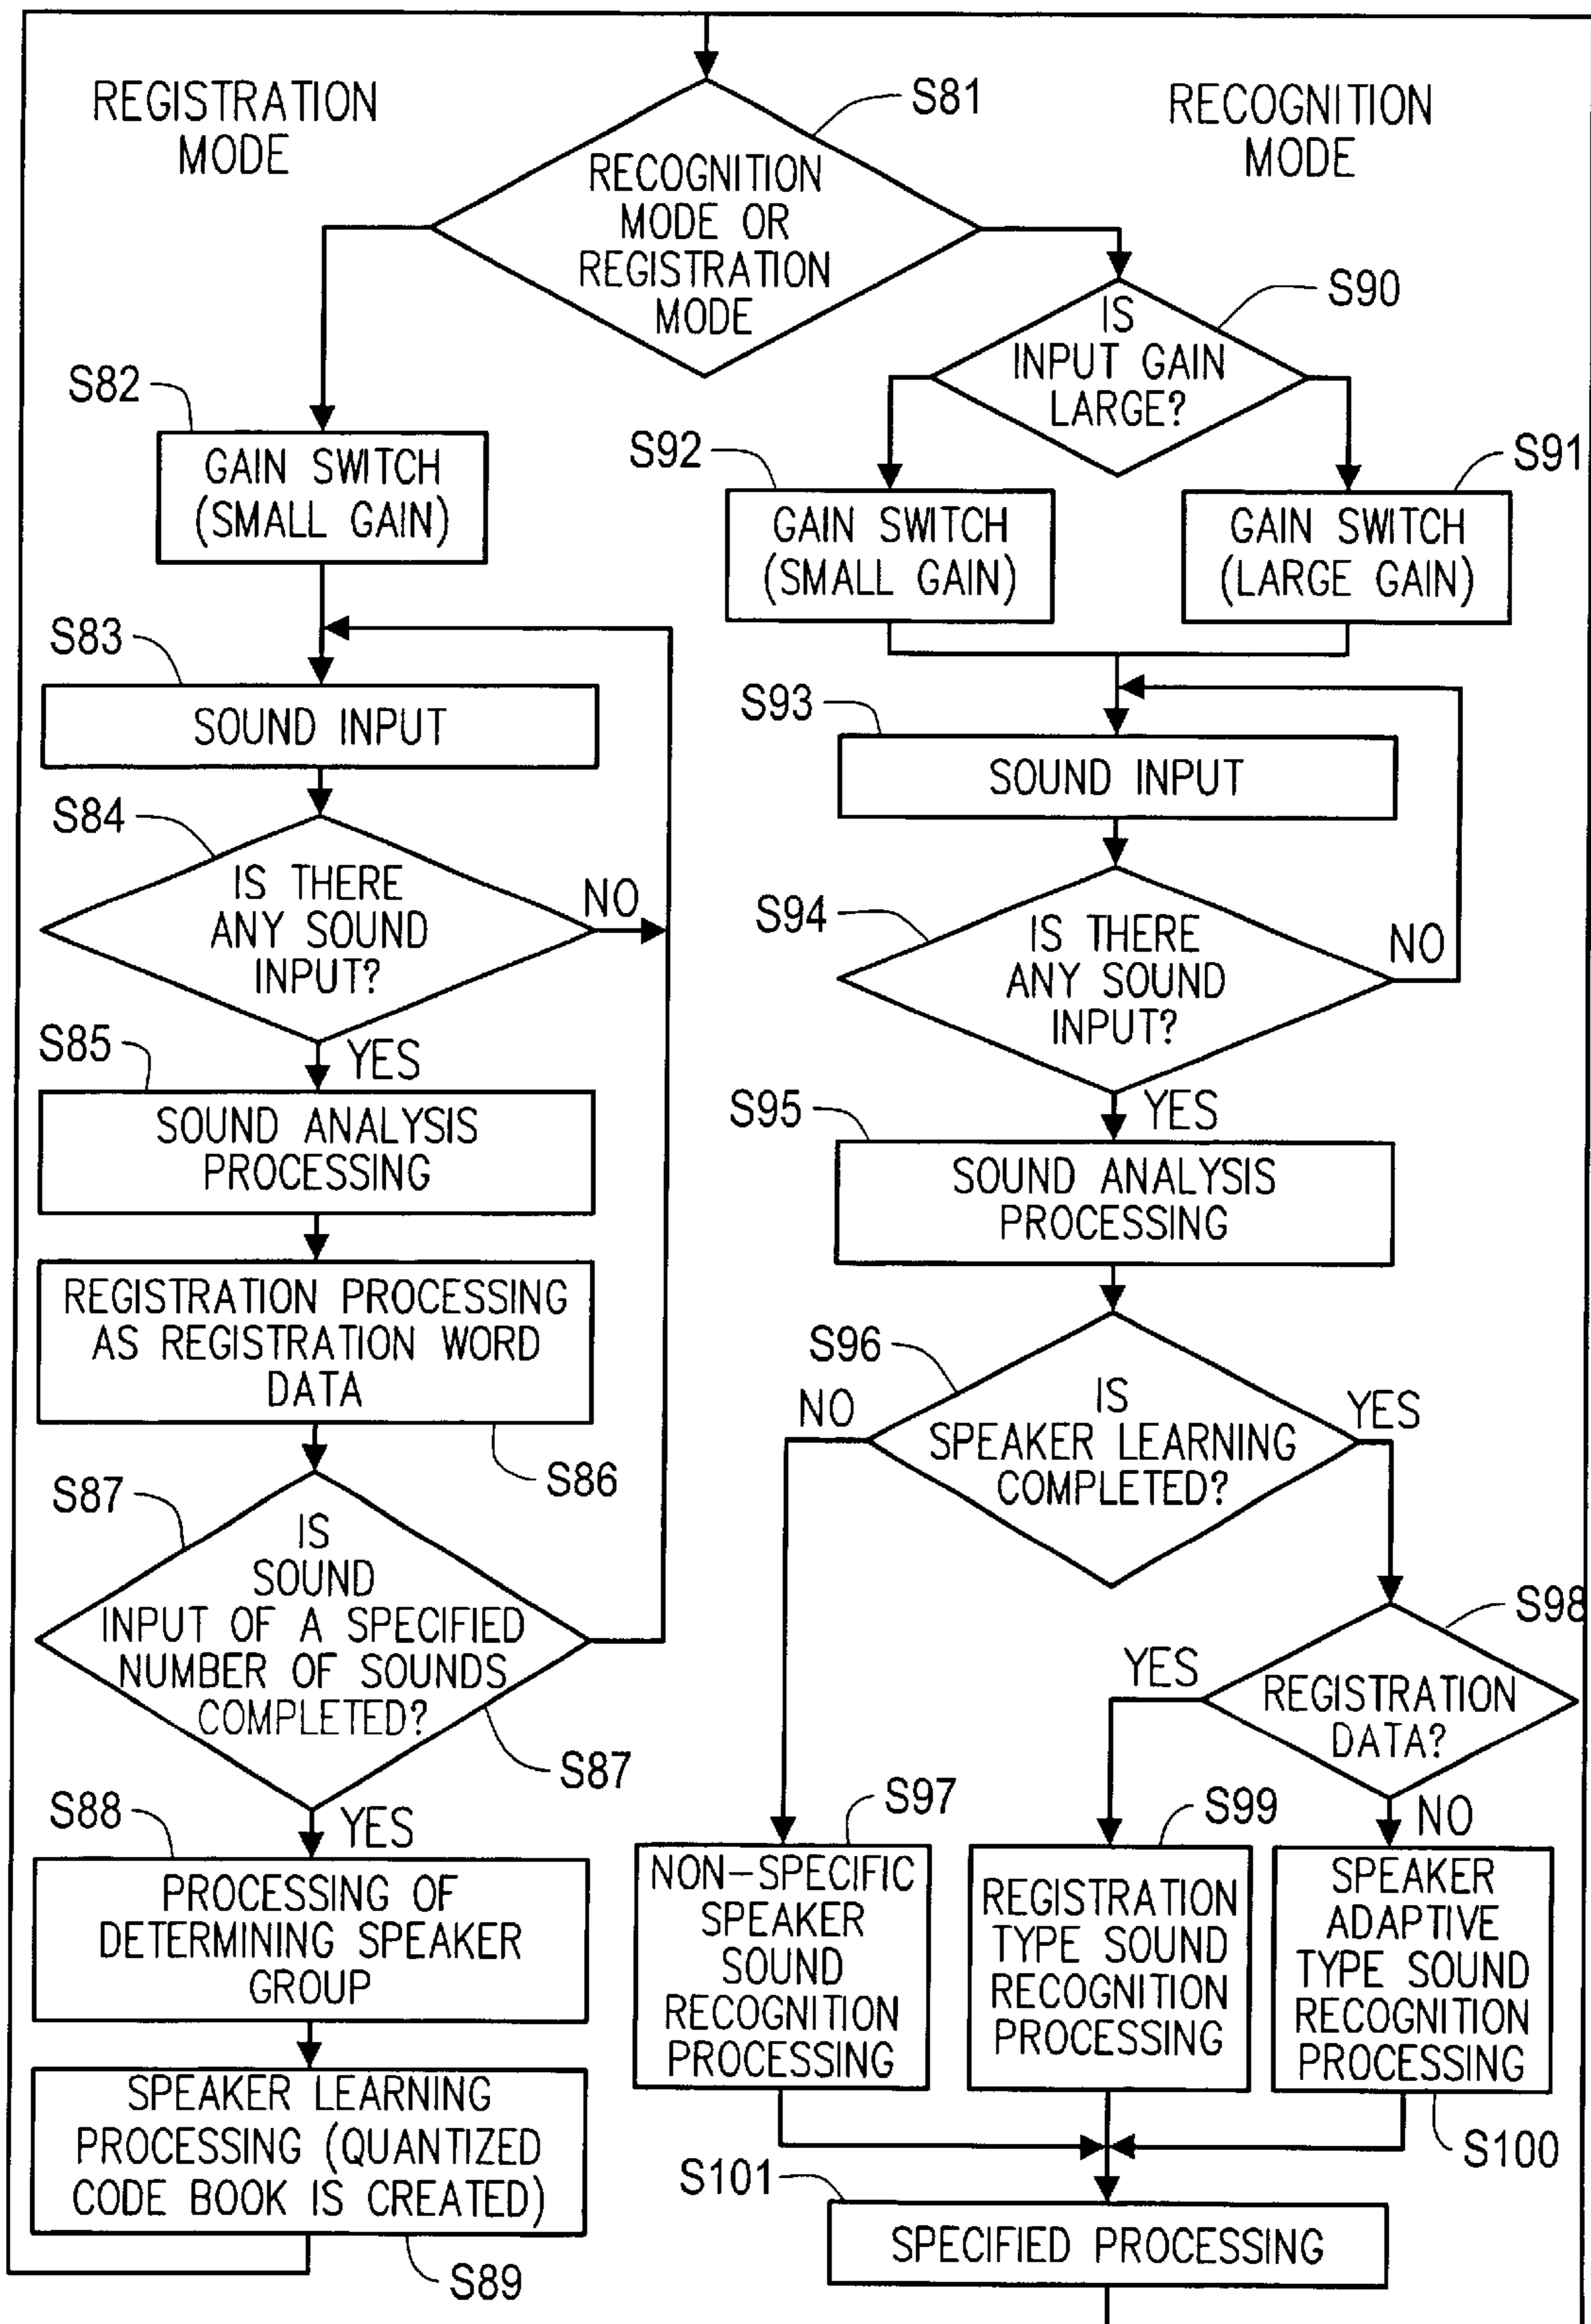 REGISTRATION
MODE
RECOGNITION
MODE
S81
RECOGNITION
MODE OR
REGISTRATION
MODE
S82
GAIN SWITCH
(SMALL GAIN)
S83
SOUND INPUT
S84
IS THERE
ANY SOUND
INPUT?
NO
YES
S85
SOUND ANALYSIS
PROCESSING
REGISTRATION PROCESSING
AS REGISTRATION WORD
DATA
S86
S87
IS
SOUND
INPUT OF A SPECIFIED
NUMBER OF SOUNDS
COMPLETED?
S87
YES
S88
PROCESSING OF
DETERMINING SPEAKER
GROUP
SPEAKER LEARNING
PROCESSING (QUANTIZED
CODE BOOK IS CREATED)
S89
S90
IS
INPUT GAIN
LARGE?
S92
GAIN SWITCH
(SMALL GAIN)
S91
GAIN SWITCH
(LARGE GAIN)
S93
SOUND INPUT
S94
IS THERE
ANY SOUND
INPUT?
NO
YES
S95
SOUND ANALYSIS
PROCESSING
S96
IS
SPEAKER LEARNING
COMPLETED?
NO
YES
S98
REGISTRATION
DATA?
YES
NO
S97
NON-SPECIFIC
SPEAKER
SOUND
RECOGNITION
PROCESSING
S99
REGISTRATION
TYPE SOUND
RECOGNITION
PROCESSING
SPEAKER
ADAPTIVE
TYPE SOUND
RECOGNITION
PROCESSING
S100
S101
SPECIFIED PROCESSING